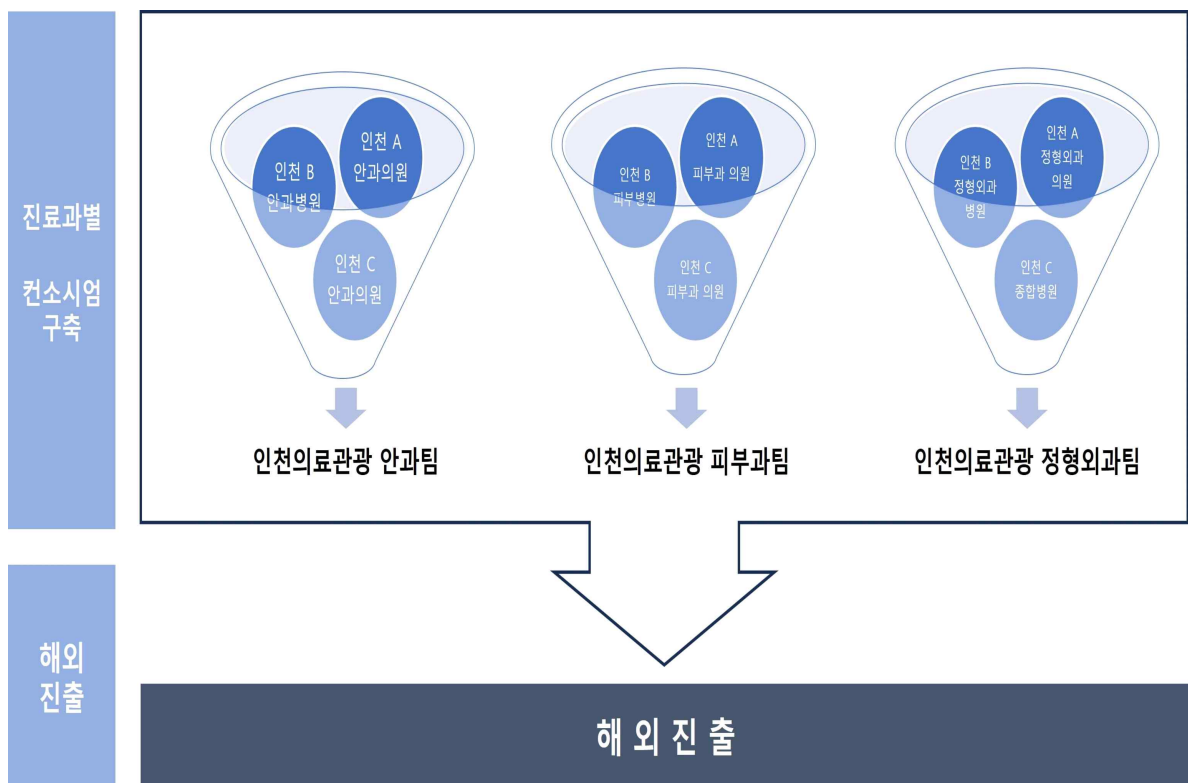 진료과별
컨소시엄
구축
인천 A
안과의원
인천 B
안과병원
인천 C
안과의원
인천의료관광 안과팀
인천 A
피부과 의원
인천 B
피부병원
인천 C
피부과 의원
인천의료관광 피부과팀
인천 A
정형외과
의원
인천 B
정형외과
병원
인천 C
종합병원
인천의료관광 정형외과팀
해외
진출
해 외 진 출